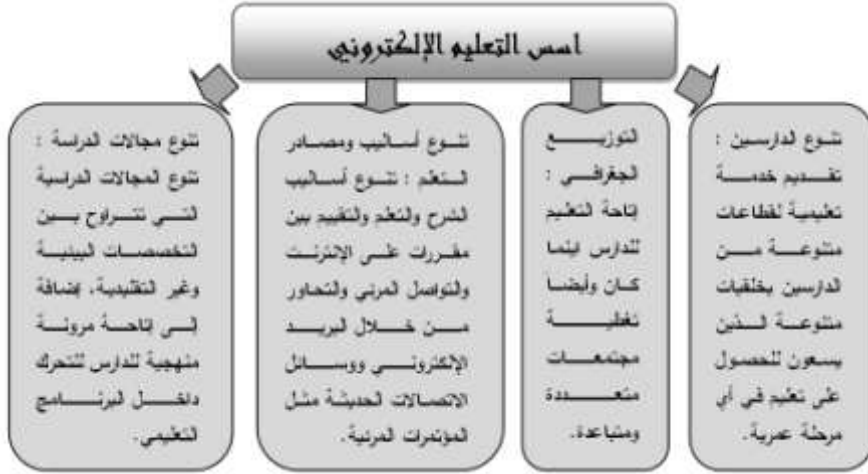 اسس التعليم الإلكتروني
تنوع الدارسين :
تقديم خدمة
تعليمية لقطاعات
متنوعة من
الدارسين بخلفيات
متنوعة الذين
يسعون للحصول
على تعليم في أي
مرحلة عمرية.
التوزيع
الجغرافي :
إتاحة التعليم
للدارس اينما
كان وأيضاً
تغطية
مجتمعات
متعددة
ومتباعدة.
تنوع أساليب ومصادر
التعلم : تنوع أساليب
الشرح والتعلم والتقييم بين
مقررات على الإنترنت
والتواصل المرئي والتحاور
من خلال البريد
الإلكتروني ووسائل
الاتصالات الحديثة مثل
المؤتمرات المرئية.
تنوع مجالات الدراسة :
تنوع المجالات الدراسية
التي تتراوح بين
التخصصات البينية
وغير التقليدية، إضافة
إلى إتاحة مرونة
منهجية للدارس للتحرك
داخل البرنامج
التعليمي.